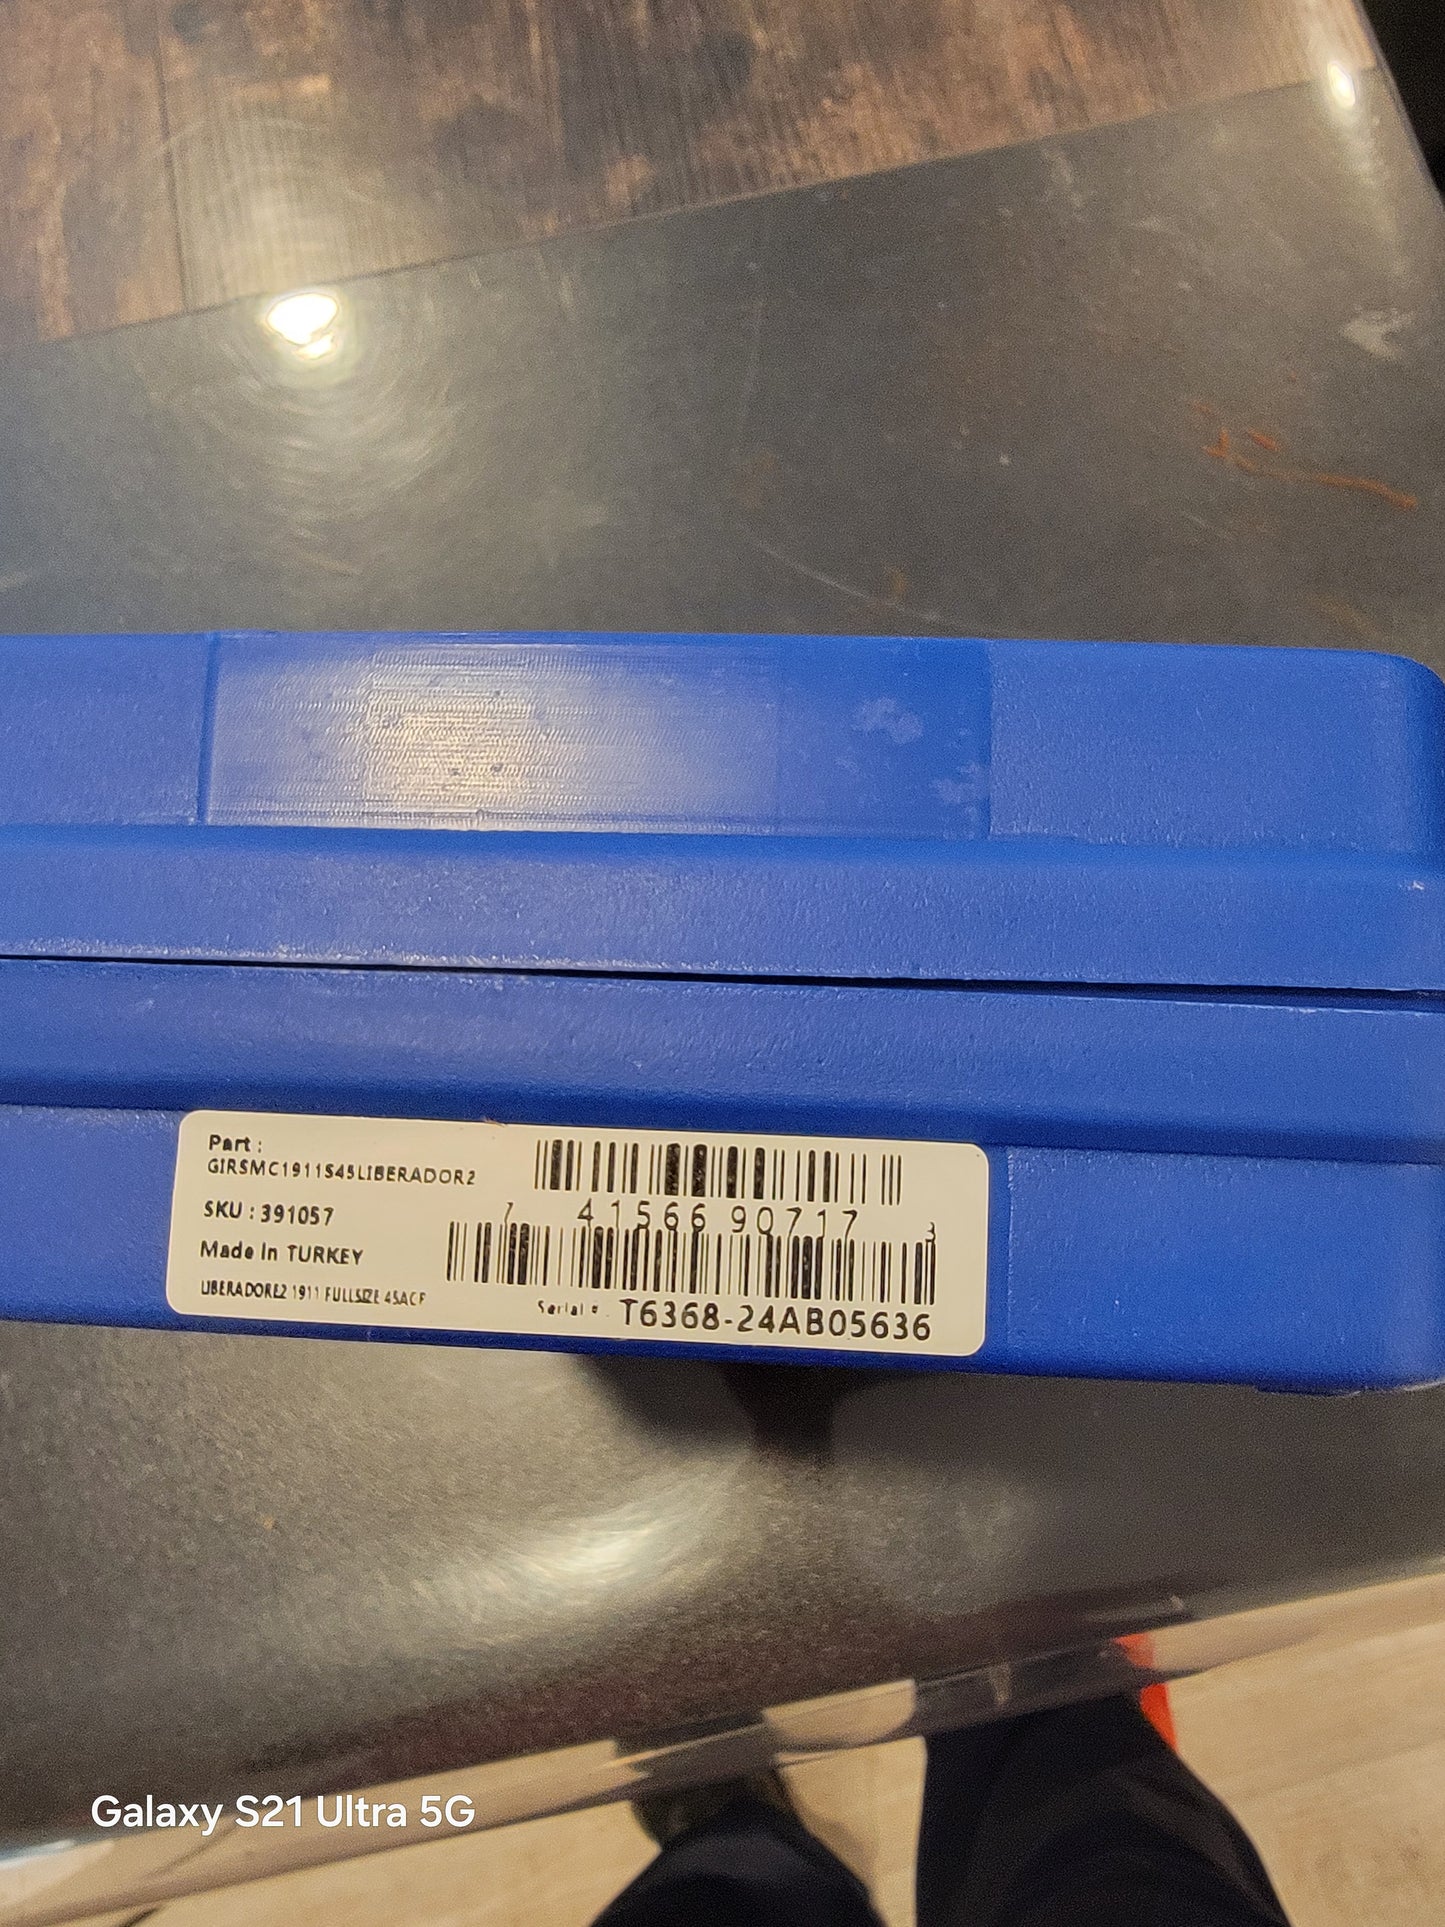 Part :
GIRSMC1911S45LIBERADOR2
SKU : 391057
Made In TURKEY
LIBERADORE2 1911 FULLSIZE 45ACP
7 41566 90717 3
Serial # T6368-24AB05636
Galaxy S21 Ultra 5G